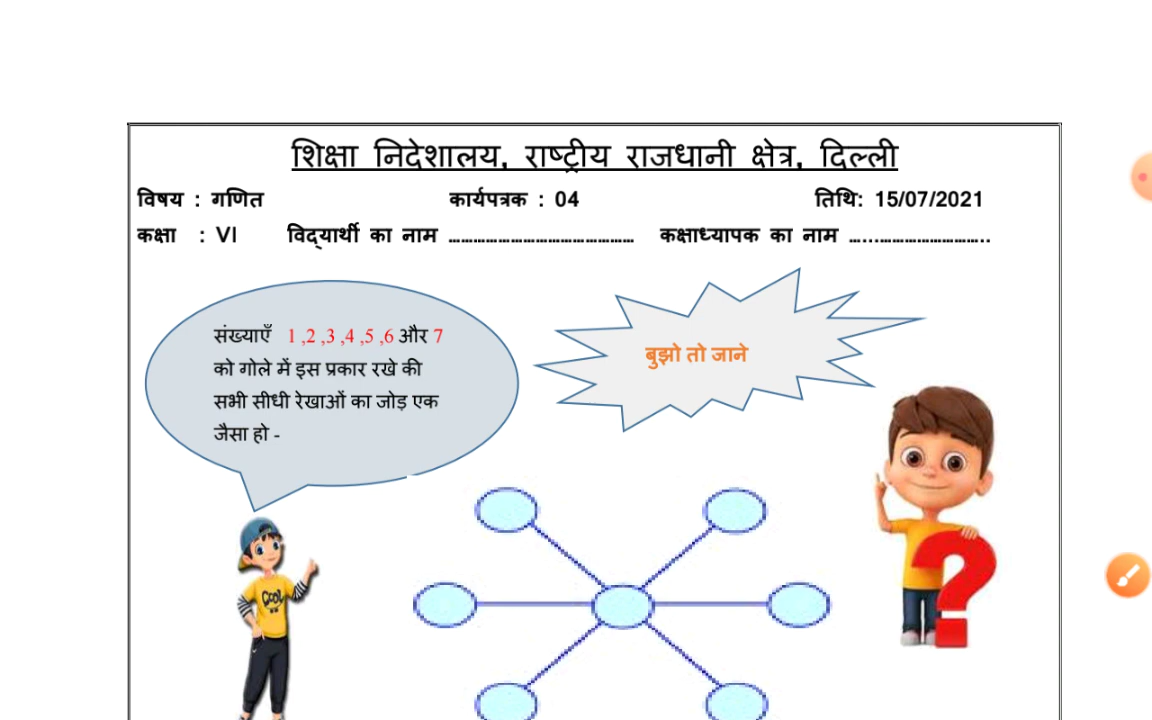 शिक्षा निदेशालय, राष्ट्रीय राजधानी क्षेत्र, दिल्ली
विषय : गणित कार्यपत्रक : 04 तिथि: 15/07/2021
कक्षा : VI विद्यार्थी का नाम ……………………………………… कक्षाध्यापक का नाम …..……………………..
संख्याएँ 1 ,2 ,3 ,4 ,5 ,6 और 7
को गोले में इस प्रकार रखे की
सभी सीधी रेखाओं का जोड़ एक
जैसा हो -
बुझो तो जाने
COOL